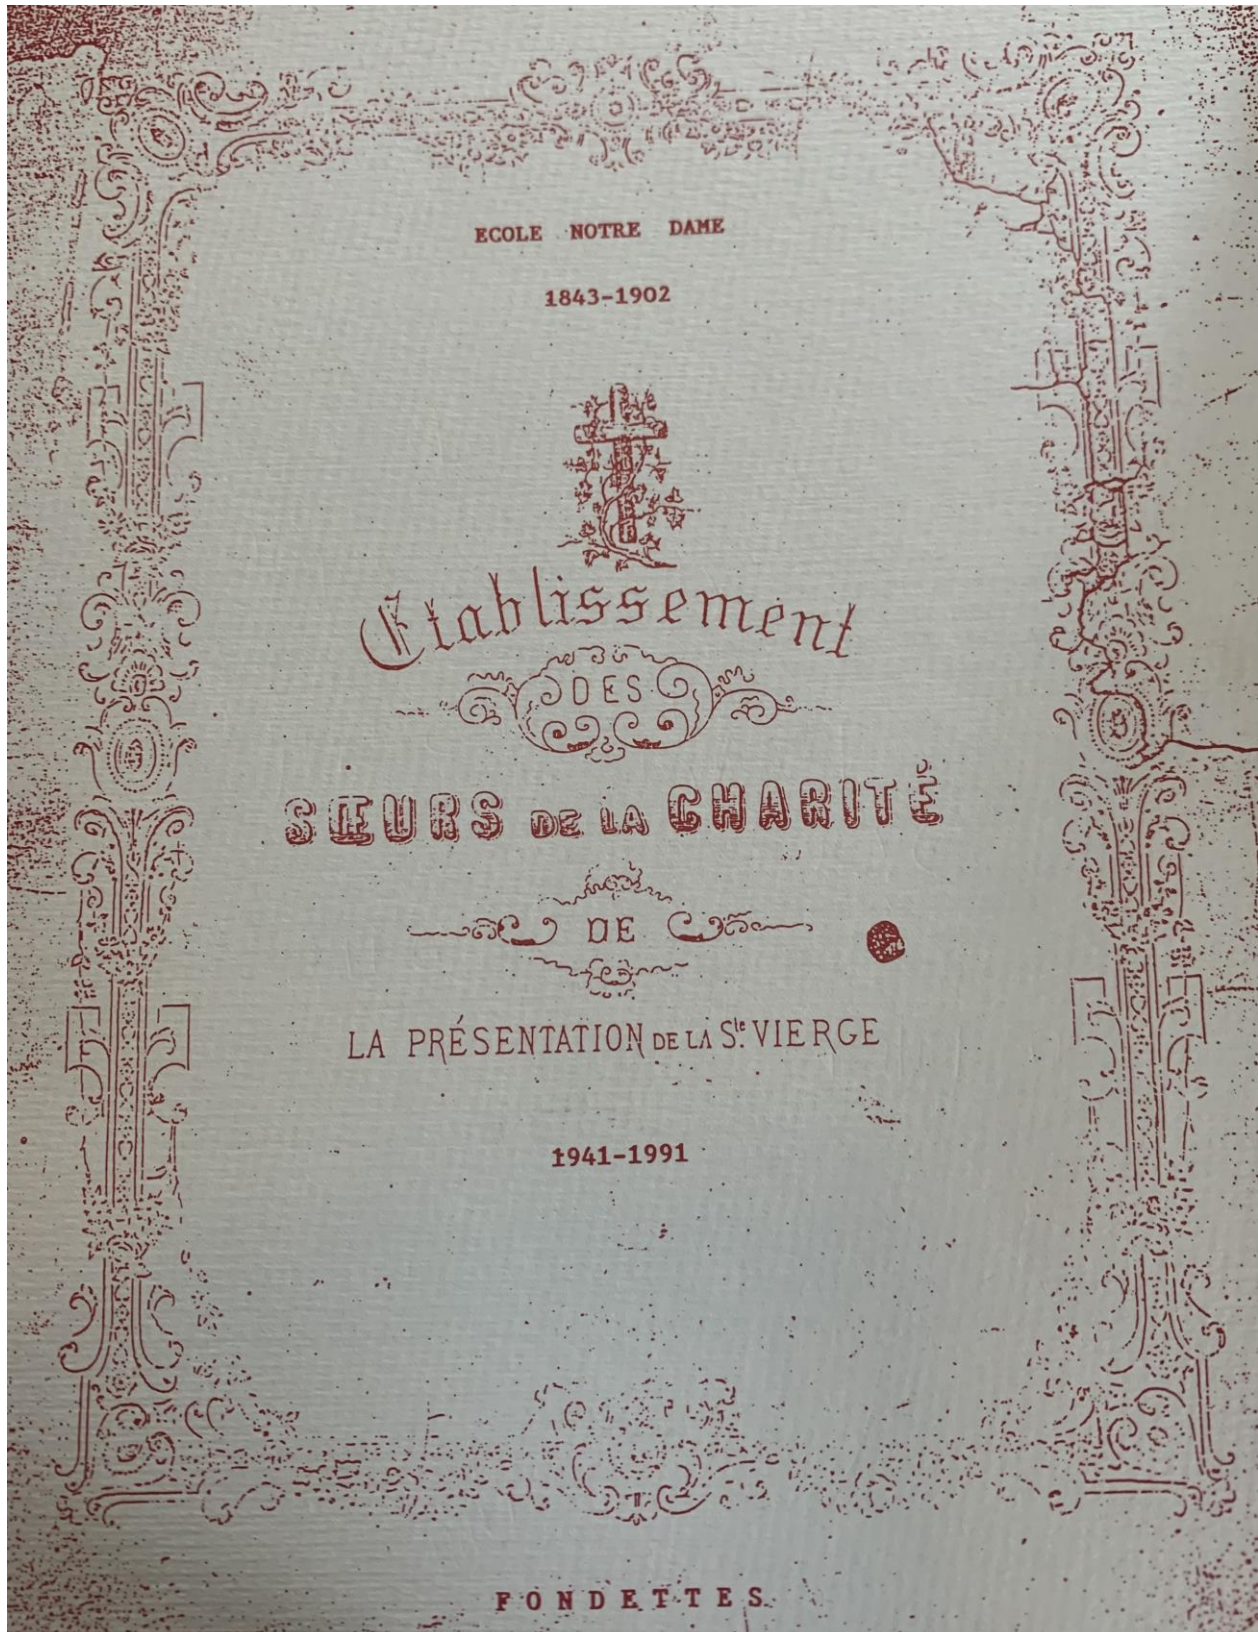 ECOLE NOTRE DAME
1843-1902
Etablissement
DES
SŒURS DE LA CHARITÉ
DE
LA PRÉSENTATION DE LA Ste VIERGE
1941-1991
FONDETTES